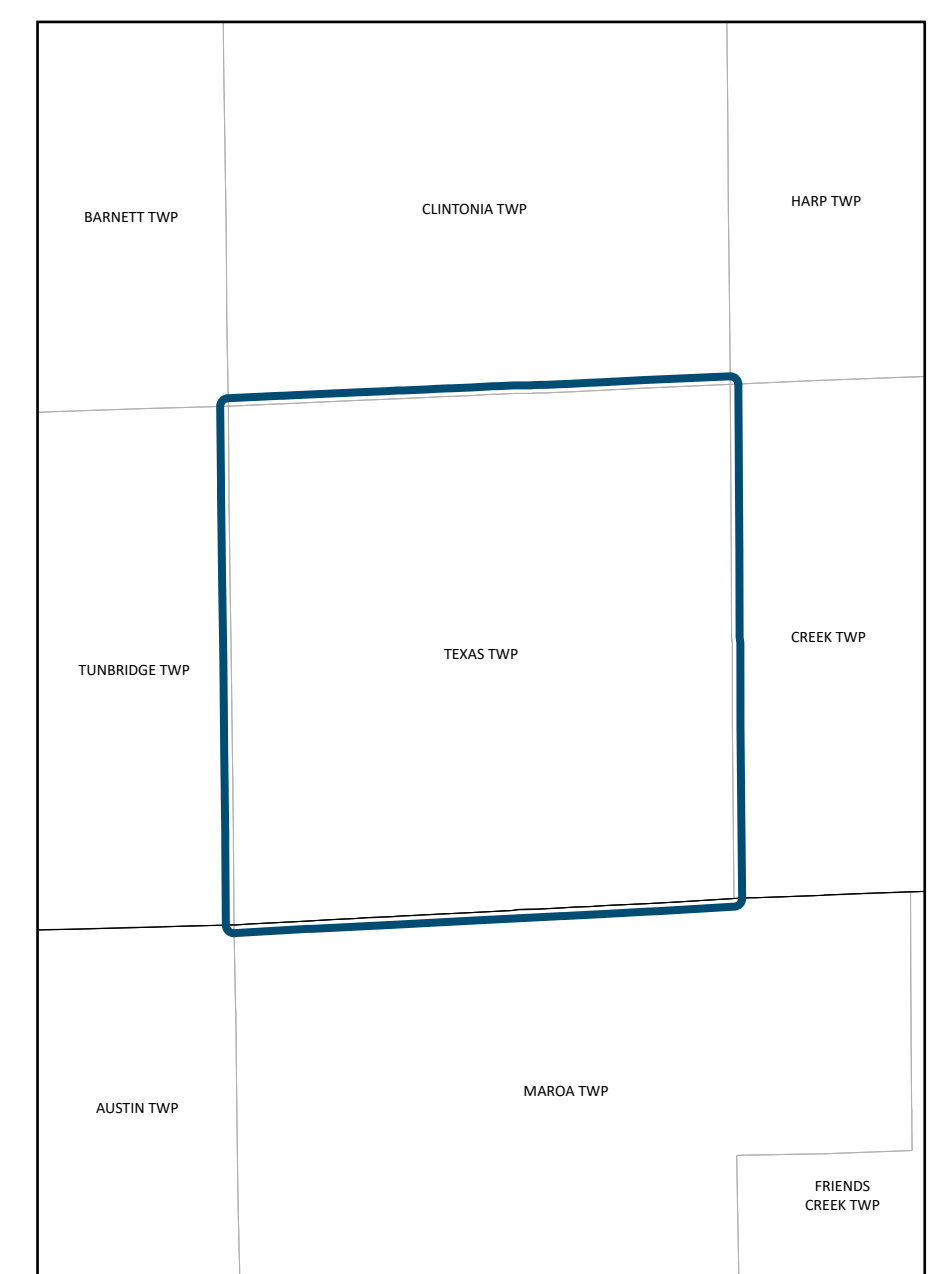 HARP TWP
CLINTONIA TWP
BARNETT TWP
CREEK TWP
TEXAS TWP
TUNBRIDGE TWP
MAROA TWP
AUSTIN TWP
FRIENDS
CREEK TWP